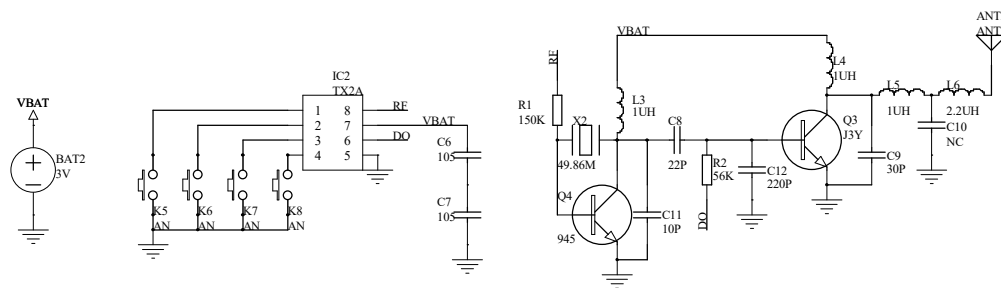 VBAT
BAT2
3V
IC2
TX2A
1
2
3
4
8
7
6
5
RF
VBAT
DO
C6
105
C7
105
K5
AN
K6
AN
K7
AN
K8
AN
RF
R1
150K
X2
49.86M
Q4
945
VBAT
L3
1UH
C11
10P
C8
22P
R2
56K
DO
C12
220P
L4
1UH
Q3
J3Y
C9
30P
L5
1UH
L6
2.2UH
C10
NC
ANT
ANT